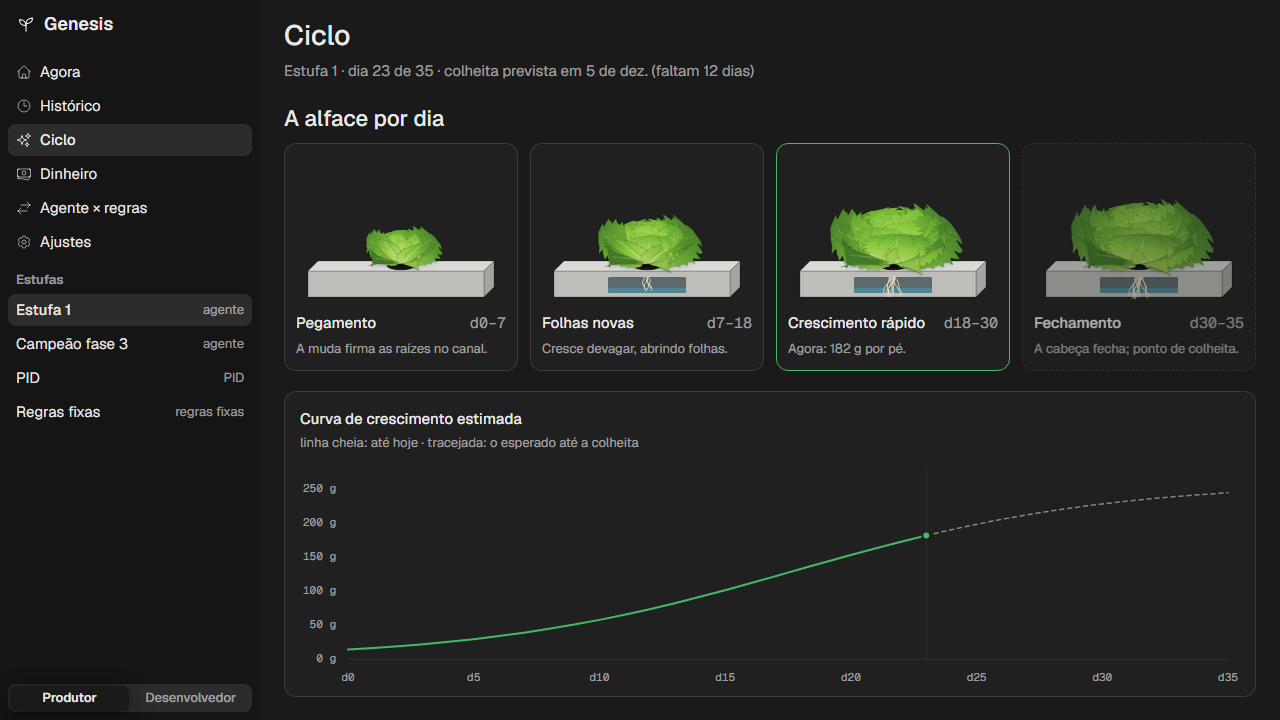 Genesis
Agora
Histórico
Ciclo
Dinheiro
Agente × regras
Ajustes
Estufas
Estufa 1 agente
Campeão fase 3 agente
PID PID
Regras fixas regras fixas
Produtor Desenvolvedor
Ciclo
Estufa 1 · dia 23 de 35 · colheita prevista em 5 de dez. (faltam 12 dias)
A alface por dia
Pegamento d0–7
A muda firma as raízes no canal.
Folhas novas d7–18
Cresce devagar, abrindo folhas.
Crescimento rápido d18–30
Agora: 182 g por pé.
Fechamento d30–35
A cabeça fecha; ponto de colheita.
Curva de crescimento estimada
linha cheia: até hoje · tracejada: o esperado até a colheita
250 g
200 g
150 g
100 g
50 g
0 g
d0 d5 d10 d15 d20 d25 d30 d35